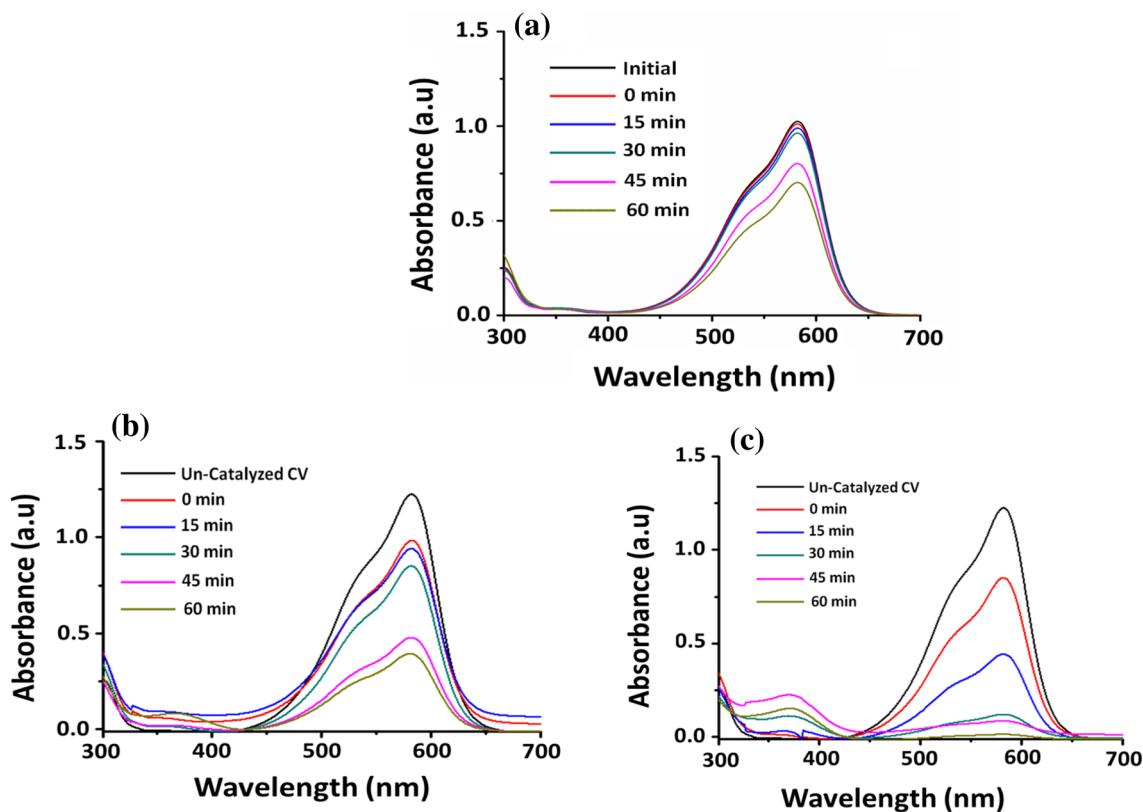 (a)
1.5
1.0
0.5
0.0
Absorbance (a.u)
Initial
0 min
15 min
30 min
45 min
60 min
300
400
500
600
700
Wavelength (nm)
(b)
1.5
1.0
0.5
0.0
Absorbance (a.u)
Un-Catalyzed CV
0 min
15 min
30 min
45 min
60 min
300
400
500
600
700
Wavelength (nm)
(c)
1.5
1.0
0.5
0.0
Absorbance (a.u)
Un-Catalyzed CV
0 min
15 min
30 min
45 min
60 min
300
400
500
600
700
Wavelength (nm)